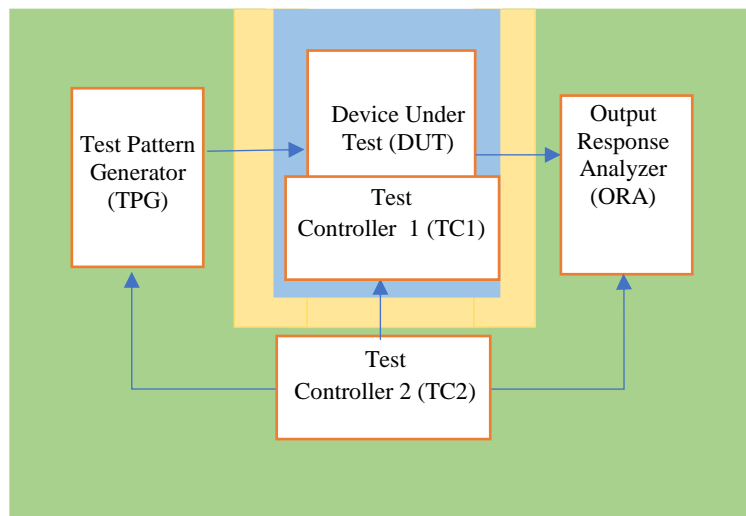 Test Pattern
Generator
(TPG)
Device Under
Test (DUT)
Test
Controller 1 (TC1)
Output
Response
Analyzer
(ORA)
Test
Controller 2 (TC2)